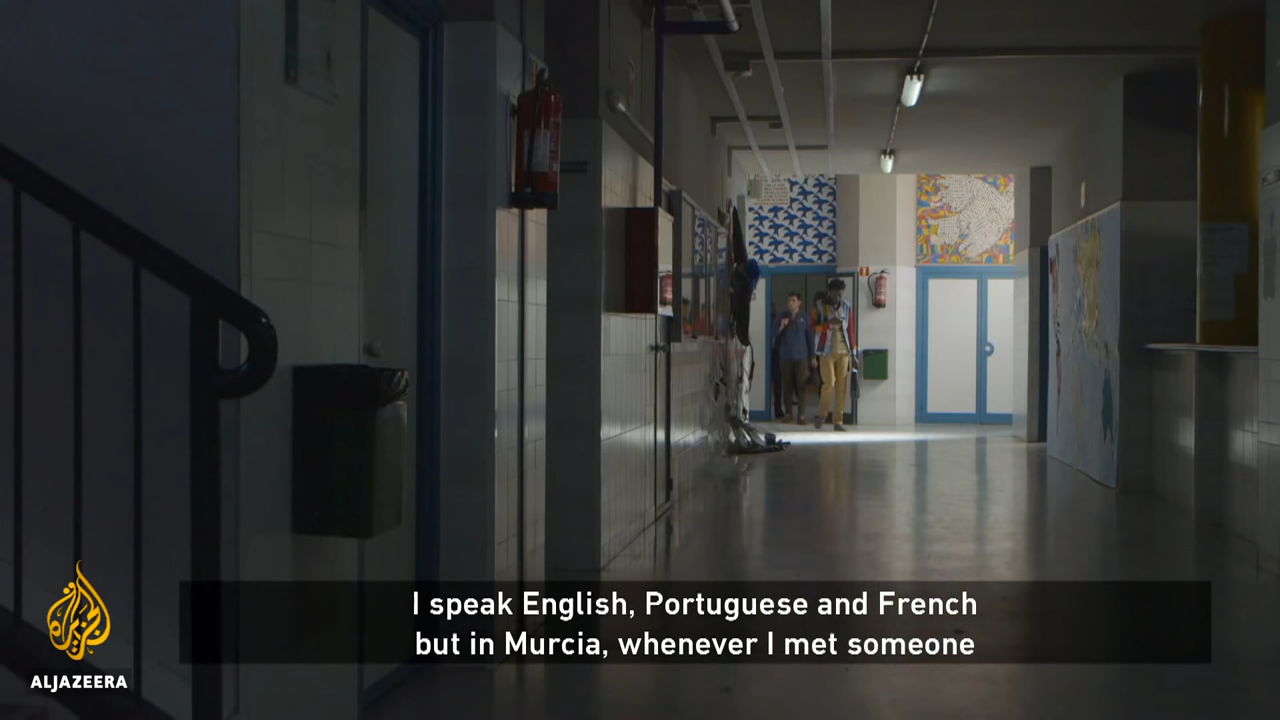 I speak English, Portuguese and French
but in Murcia, whenever I met someone
ALJAZEERA